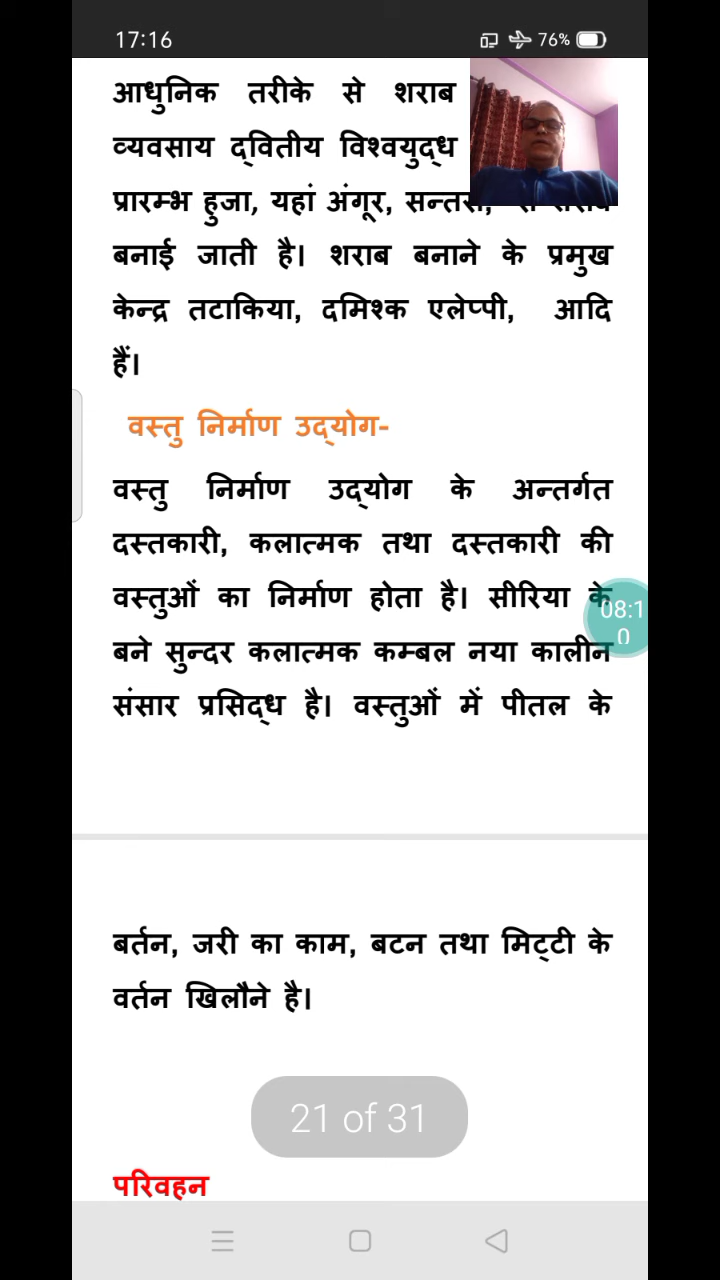 17:16
76%
आधुनिक तरीके से शराब
व्यवसाय द्वितीय विश्वयुद्ध
प्रारम्भ हुजा, यहां अंगूर,
बनाई जाती है। शराब बनाने के प्रमुख
केन्द्र तटाकिया, दमिश्क एलेप्पी, आदि
हैं।
वस्तु निर्माण उद्योग-
वस्तु निर्माण उद्योग के अन्तर्गत
दस्तकारी, कलात्मक तथा दस्तकारी की
वस्तुओं का निर्माण होता है। सीरिया के
08:10
बने सुन्दर कलात्मक कम्बल नया कालीन
संसार प्रसिद्ध है। वस्तुओं में पीतल के
बर्तन, जरी का काम, बटन तथा मिट्टी के
वर्तन खिलौने है।
21 of 31
परिवहन